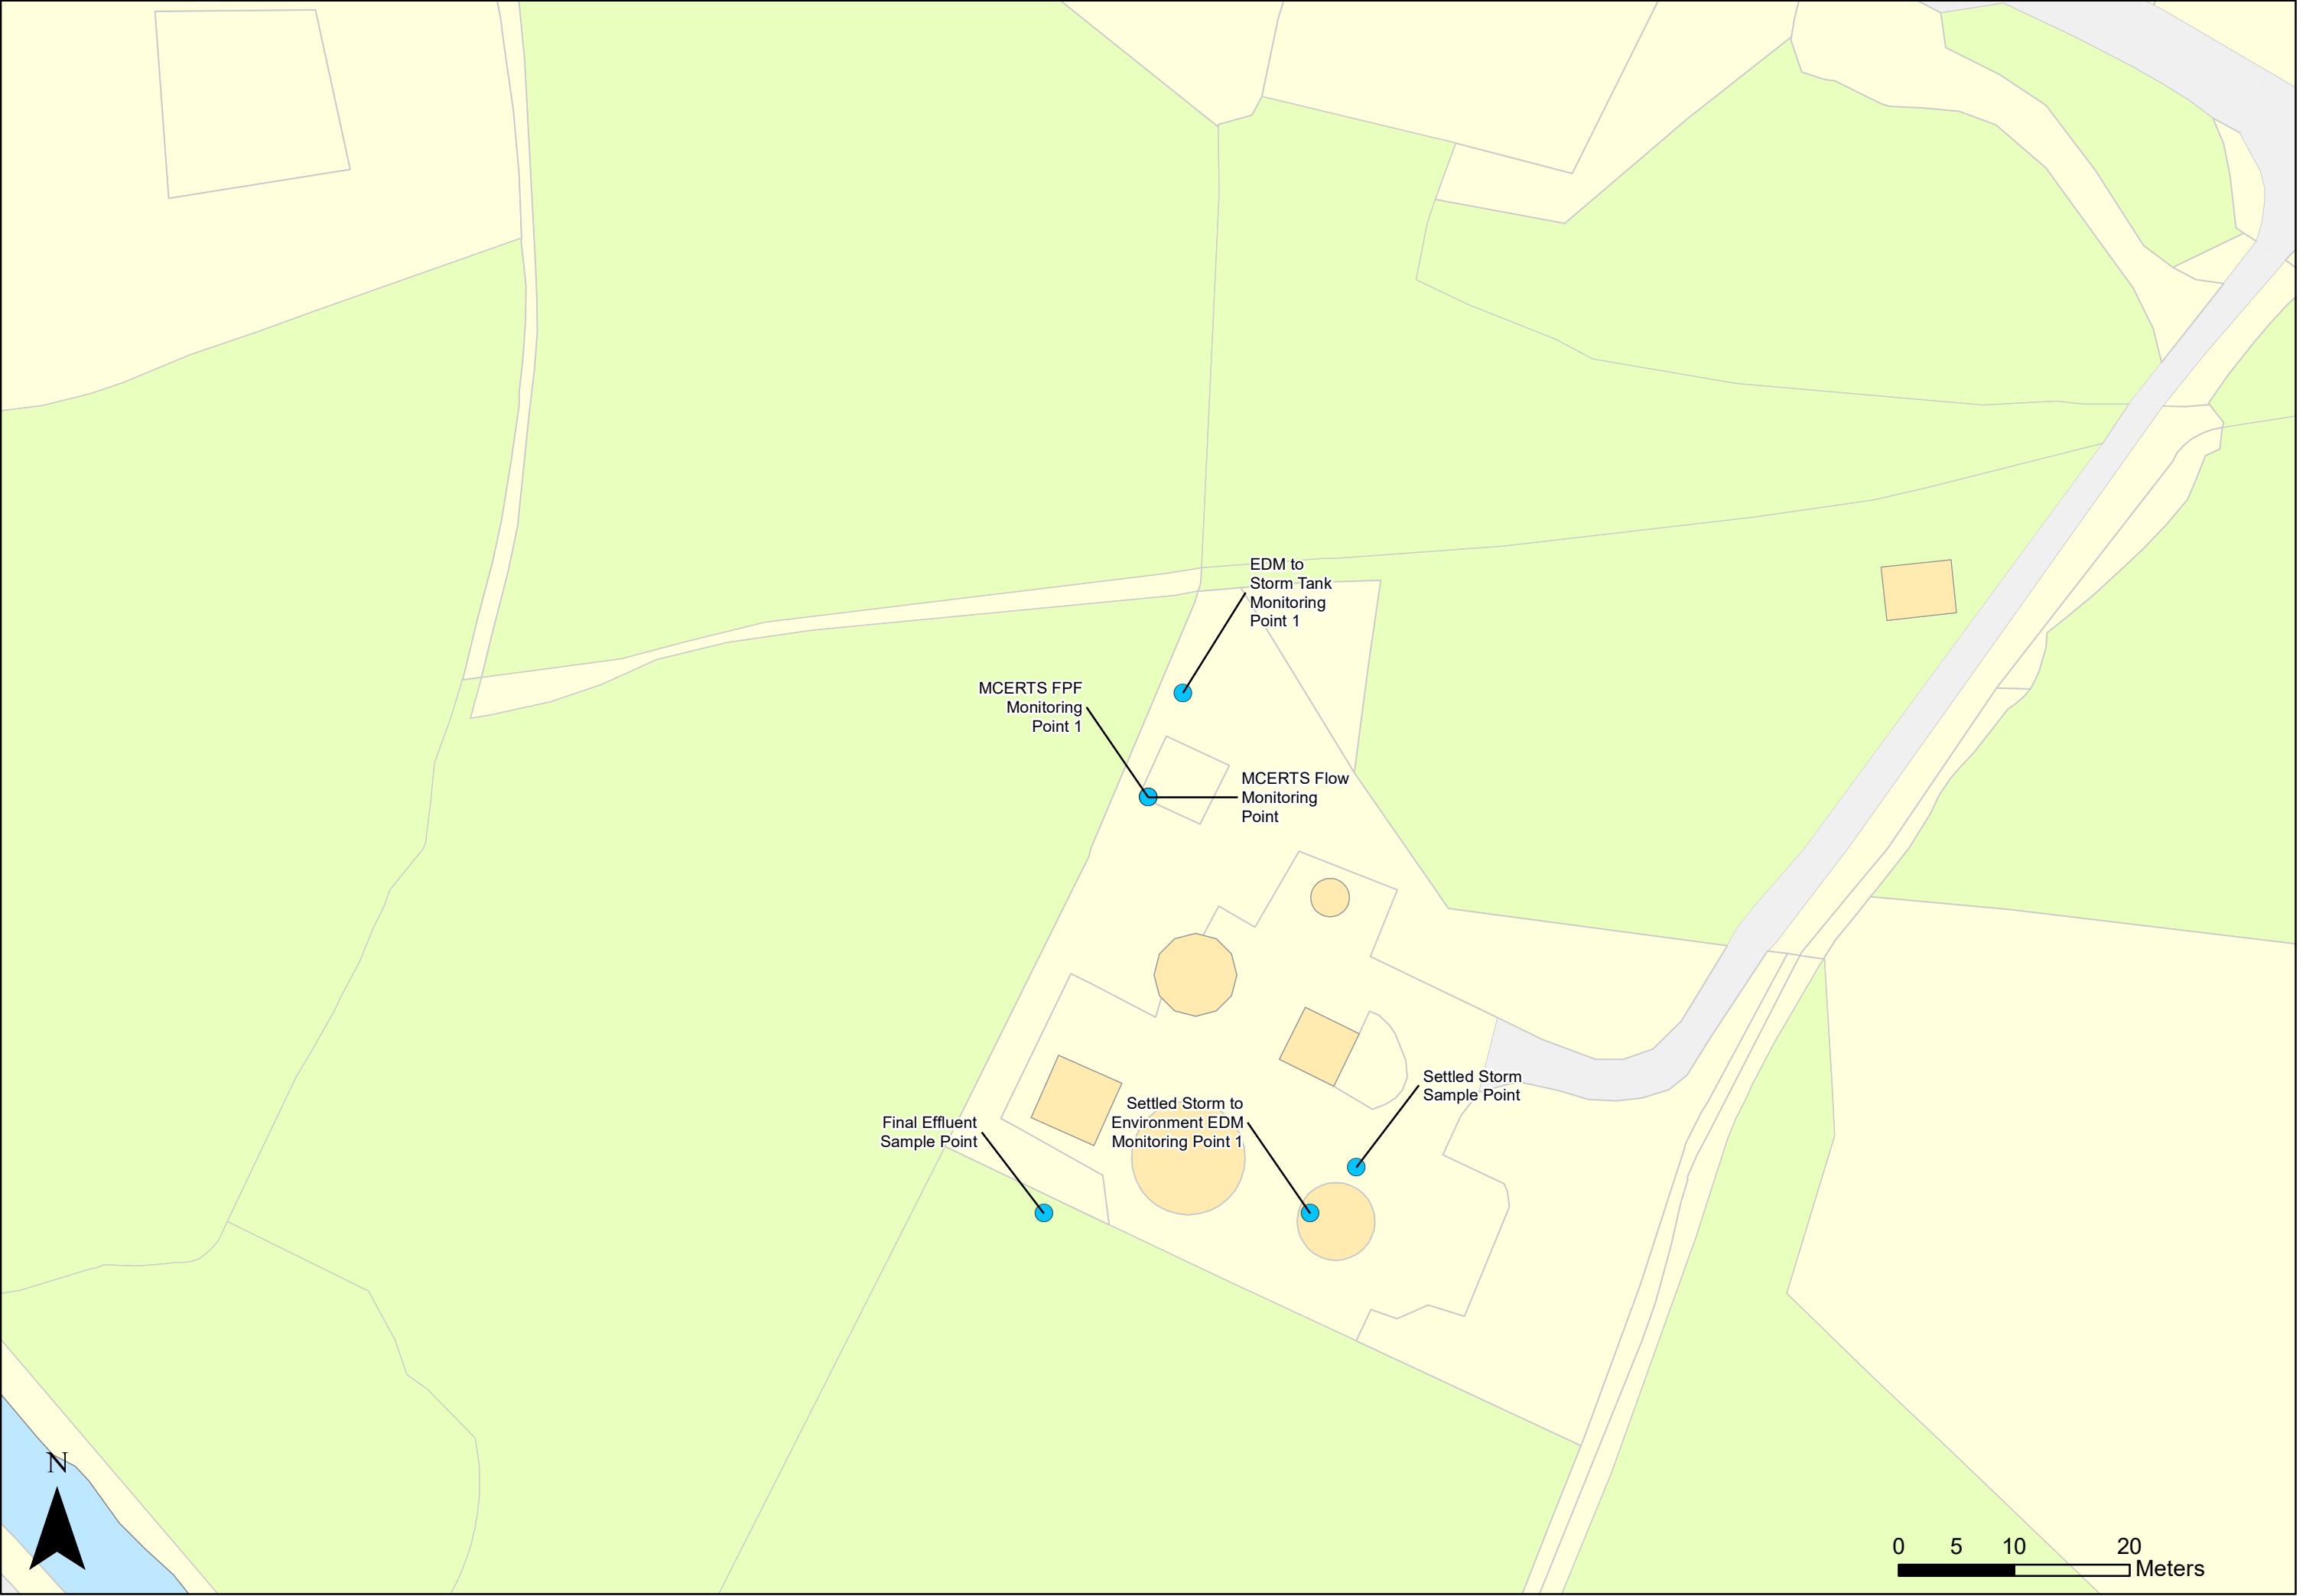 EDM to
Storm Tank
Monitoring
Point 1
MCERTS FPF
Monitoring
Point 1
MCERTS Flow
Monitoring
Point
Settled Storm
Sample Point
Settled Storm to
Environment EDM
Monitoring Point 1
Final Effluent
Sample Point
N
0 5 10 20
Meters